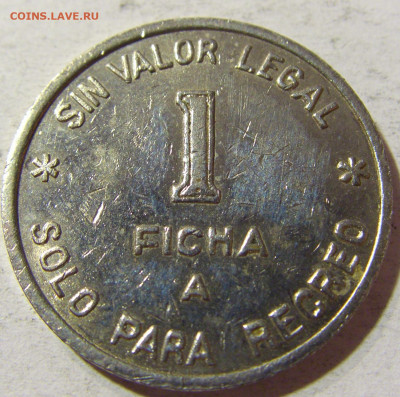 COINS.LAVE.RU
SIN VALOR LEGAL
1
FICHA
A
* SOLO PARA RECREO *